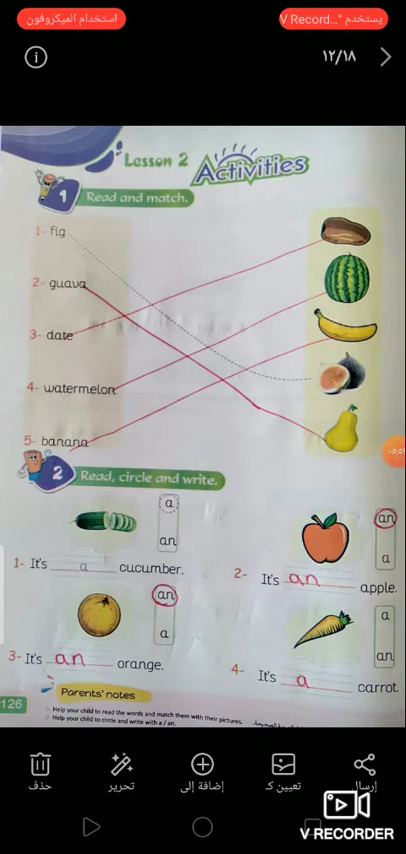 استخدام الميكروفون
يستخدم "...V Record
١٢/١٨
Lesson 2
Activities
1 Read and match.
1- fig
2- guava
3- date
4- watermelon
5- banana
2 Read, circle and write.
a
an
1- It's a cucumber.
an
a
2- It's an apple.
an
a
3- It's an orange.
a
an
4- It's a carrot.
Parents' notes
126
1. Help your child to read the words and match them with their pictures.
2. Help your child to circle and write with a / an.
حذف
تحرير
إضافة إلى
تعيين كـ
إرسال
V RECORDER